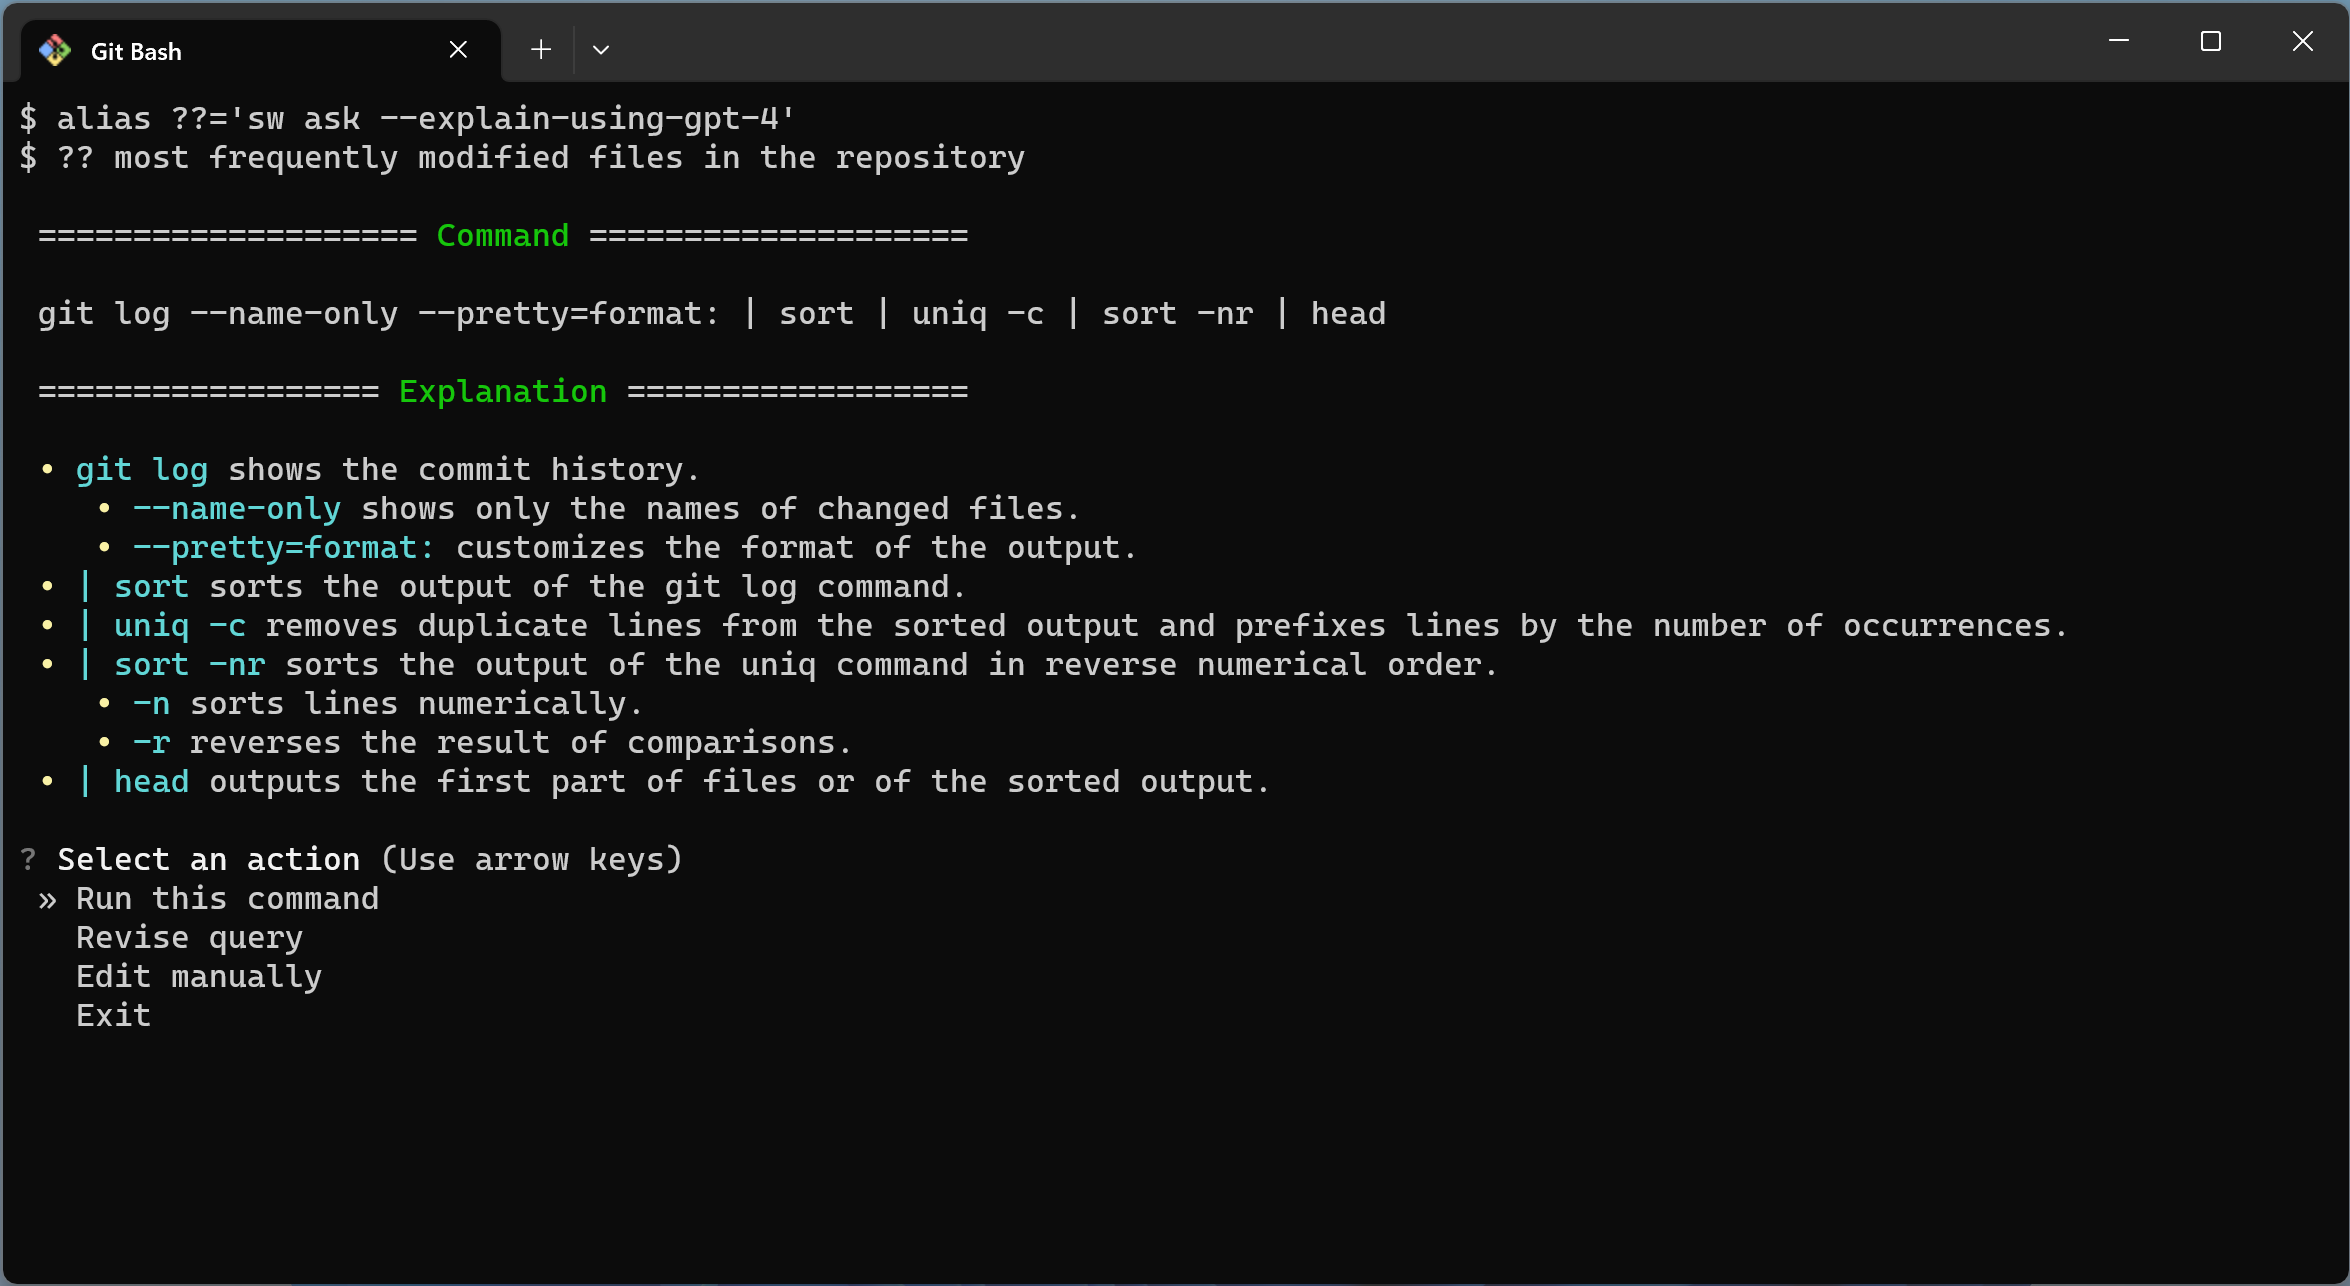 Git Bash
$ alias ??='sw ask --explain-using-gpt-4'
$ ?? most frequently modified files in the repository
==================== Command ====================
git log --name-only --pretty=format: | sort | uniq -c | sort -nr | head
================== Explanation ==================
• git log shows the commit history.
• --name-only shows only the names of changed files.
• --pretty=format: customizes the format of the output.
• | sort sorts the output of the git log command.
• | uniq -c removes duplicate lines from the sorted output and prefixes lines by the number of occurrences.
• | sort -nr sorts the output of the uniq command in reverse numerical order.
• -n sorts lines numerically.
• -r reverses the result of comparisons.
• | head outputs the first part of files or of the sorted output.
? Select an action (Use arrow keys)
» Run this command
Revise query
Edit manually
Exit